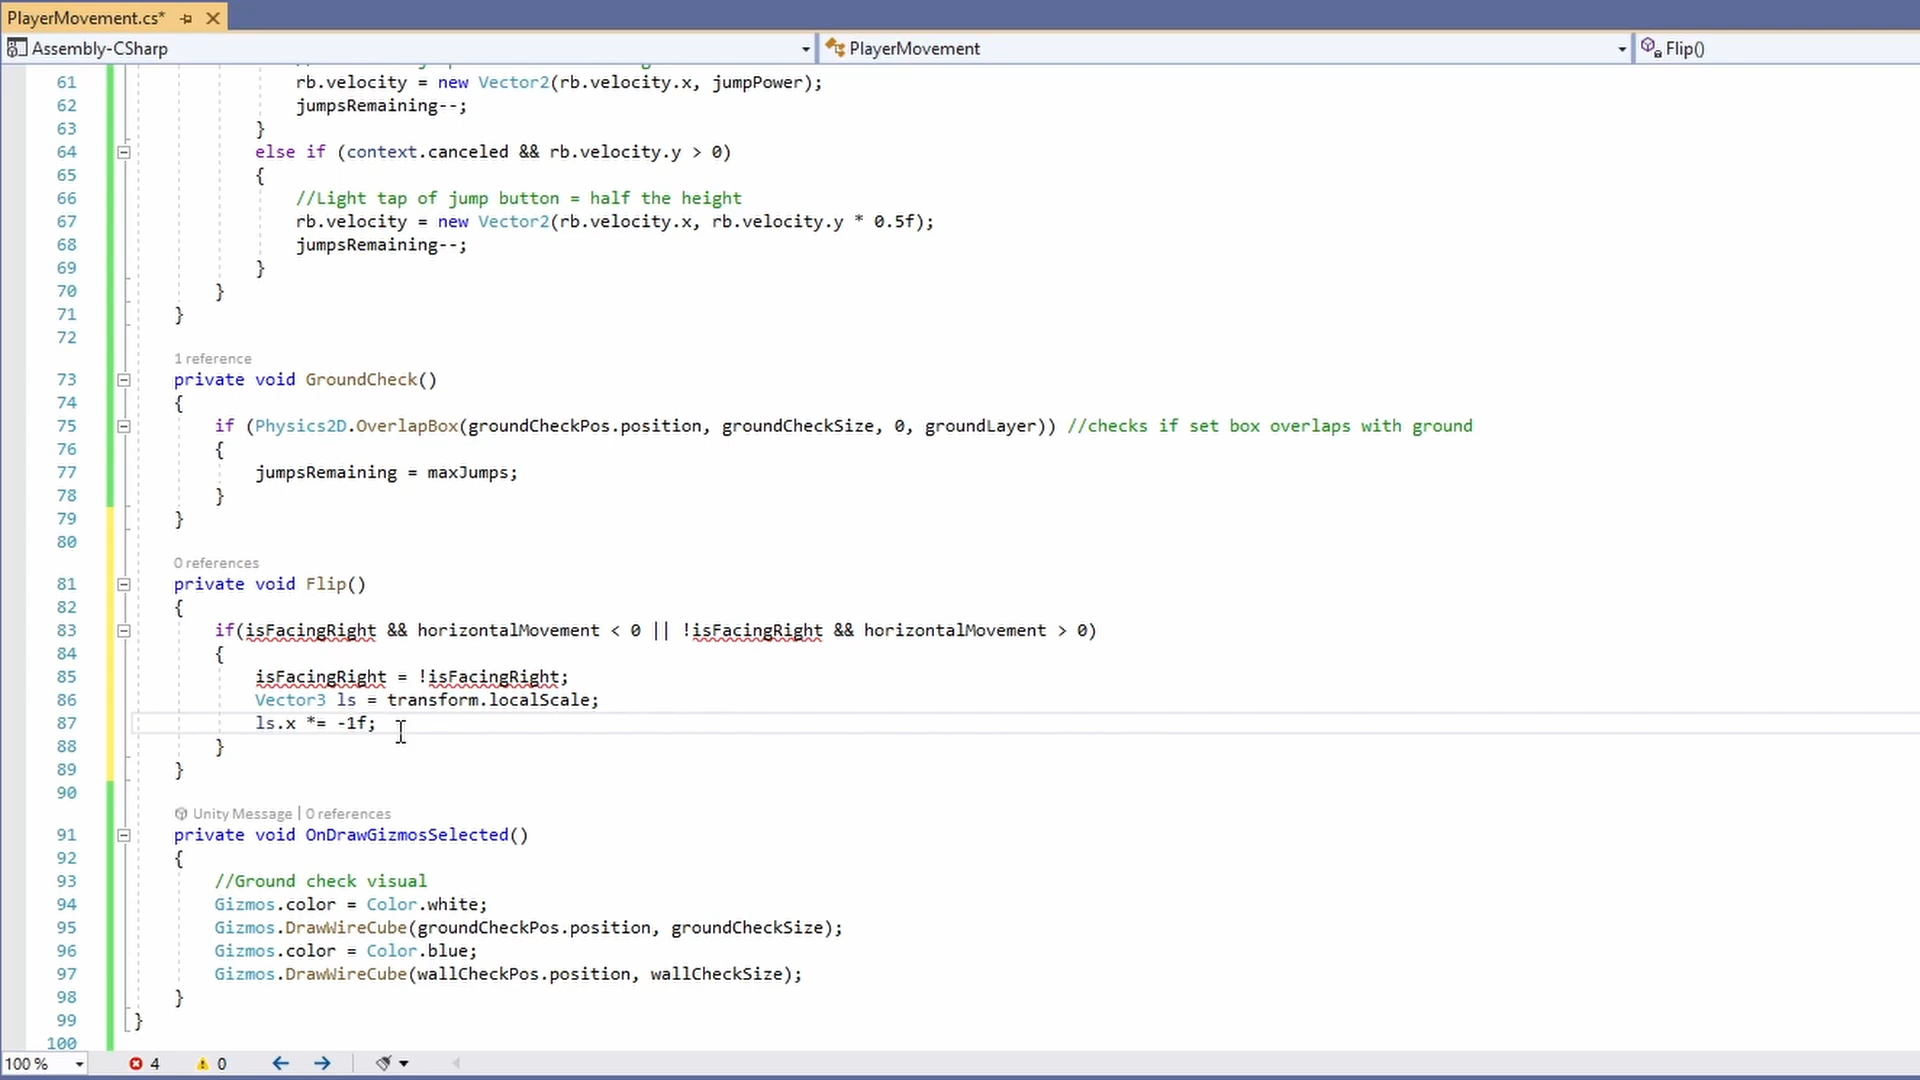 PlayerMovement.cs*
Assembly-CSharp PlayerMovement Flip()
61 rb.velocity = new Vector2(rb.velocity.x, jumpPower);
62 jumpsRemaining--;
63 }
64 else if (context.canceled && rb.velocity.y > 0)
65 {
66 //Light tap of jump button = half the height
67 rb.velocity = new Vector2(rb.velocity.x, rb.velocity.y * 0.5f);
68 jumpsRemaining--;
69 }
70 }
71 }
72
1 reference
73 private void GroundCheck()
74 {
75 if (Physics2D.OverlapBox(groundCheckPos.position, groundCheckSize, 0, groundLayer)) //checks if set box overlaps with ground
76 {
77 jumpsRemaining = maxJumps;
78 }
79 }
80
0 references
81 private void Flip()
82 {
83 if(isFacingRight && horizontalMovement < 0 || !isFacingRight && horizontalMovement > 0)
84 {
85 isFacingRight = !isFacingRight;
86 Vector3 ls = transform.localScale;
87 ls.x *= -1f;
88 }
89 }
90
Unity Message | 0 references
91 private void OnDrawGizmosSelected()
92 {
93 //Ground check visual
94 Gizmos.color = Color.white;
95 Gizmos.DrawWireCube(groundCheckPos.position, groundCheckSize);
96 Gizmos.color = Color.blue;
97 Gizmos.DrawWireCube(wallCheckPos.position, wallCheckSize);
98 }
99 }
100
100 % 4 0